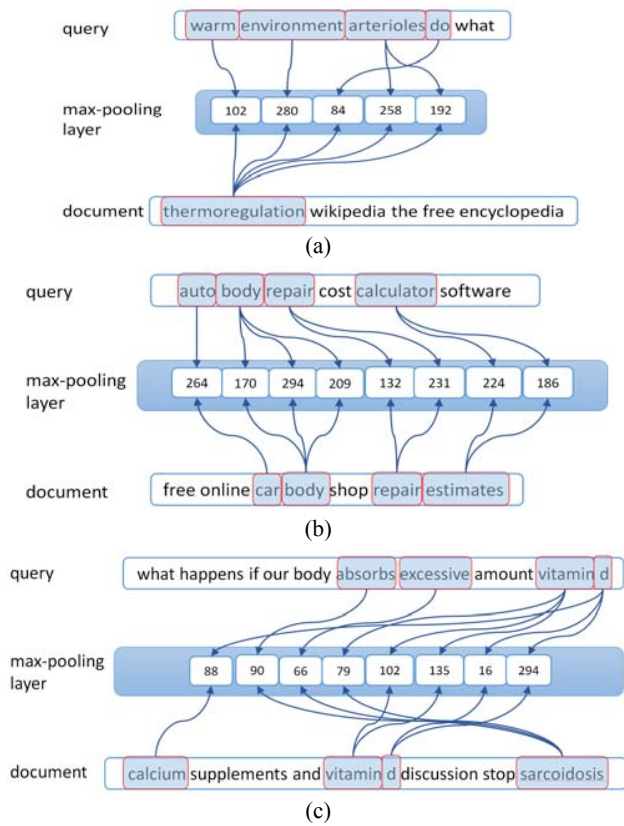 query
warm environment arterioles do what
max-pooling
layer
102 280 84 258 192
document
thermoregulation wikipedia the free encyclopedia
(a)
query
auto body repair cost calculator software
max-pooling
layer
264 170 294 209 132 231 224 186
document
free online car body shop repair estimates
(b)
query
what happens if our body absorbs excessive amount vitamin d
max-pooling
layer
88 90 66 79 102 135 16 294
document
calcium supplements and vitamin d discussion stop sarcoidosis
(c)